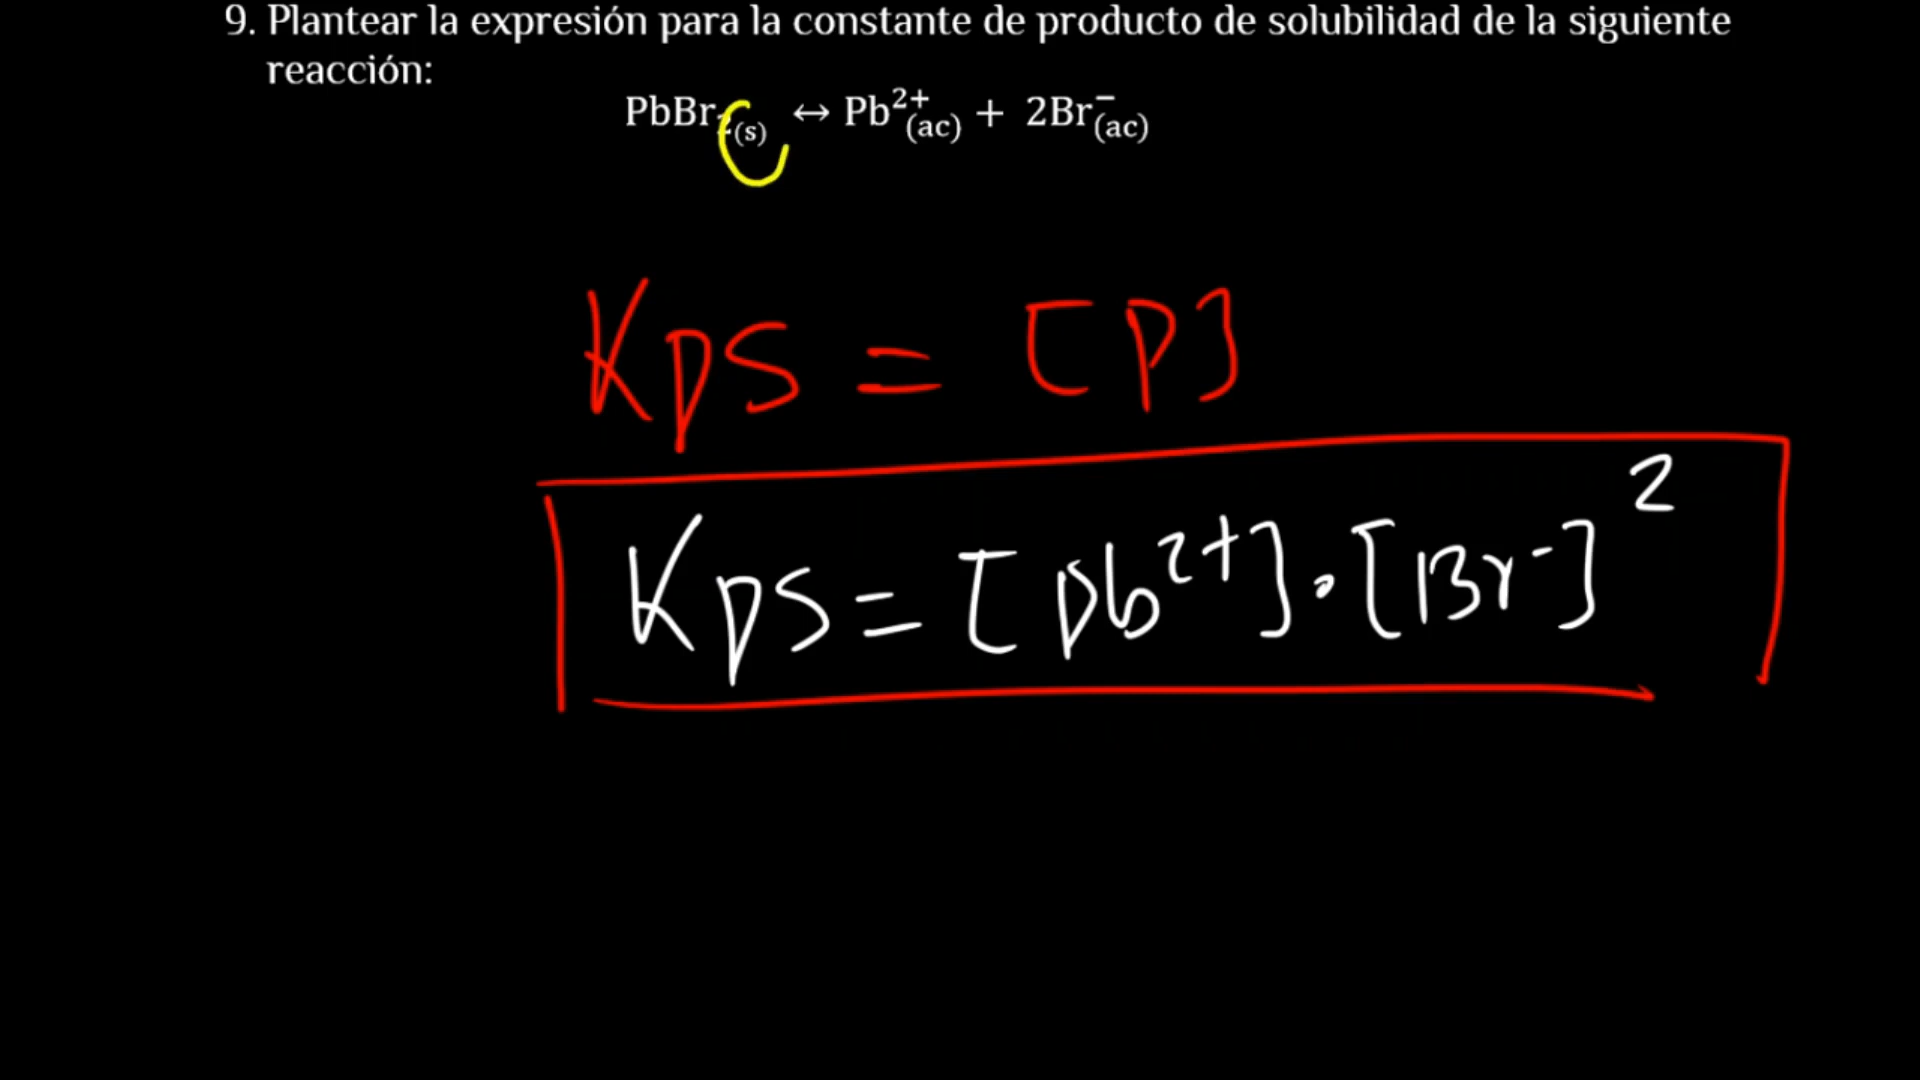 9. Plantear la expresión para la constante de producto de solubilidad de la siguiente
reacción:
PbBr₂(s) ↔ Pb²⁺(ac) + 2Br⁻(ac)
Kps = [P]
Kps = [Pb²⁺]·[Br⁻]²